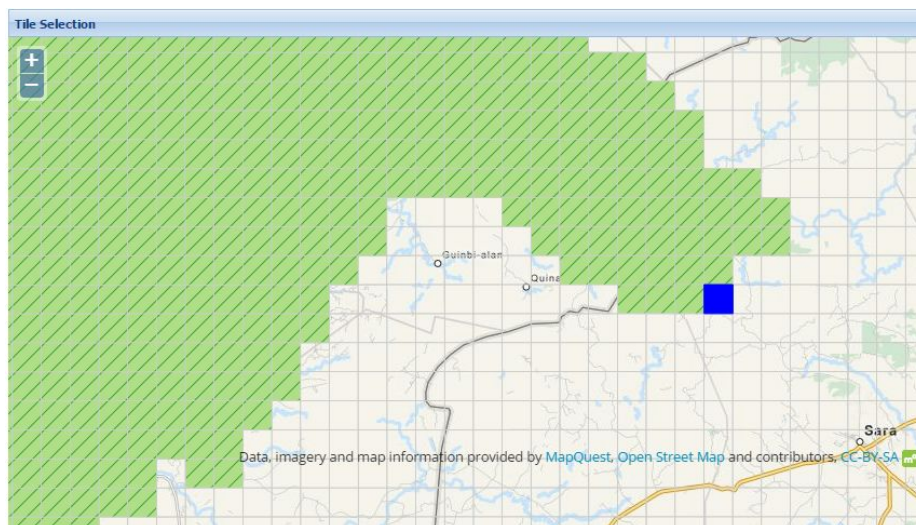 Tile Selection
+
−
Guinbi-alan
Quina
Sara
Data, imagery and map information provided by MapQuest, Open Street Map and contributors, CC-BY-SA